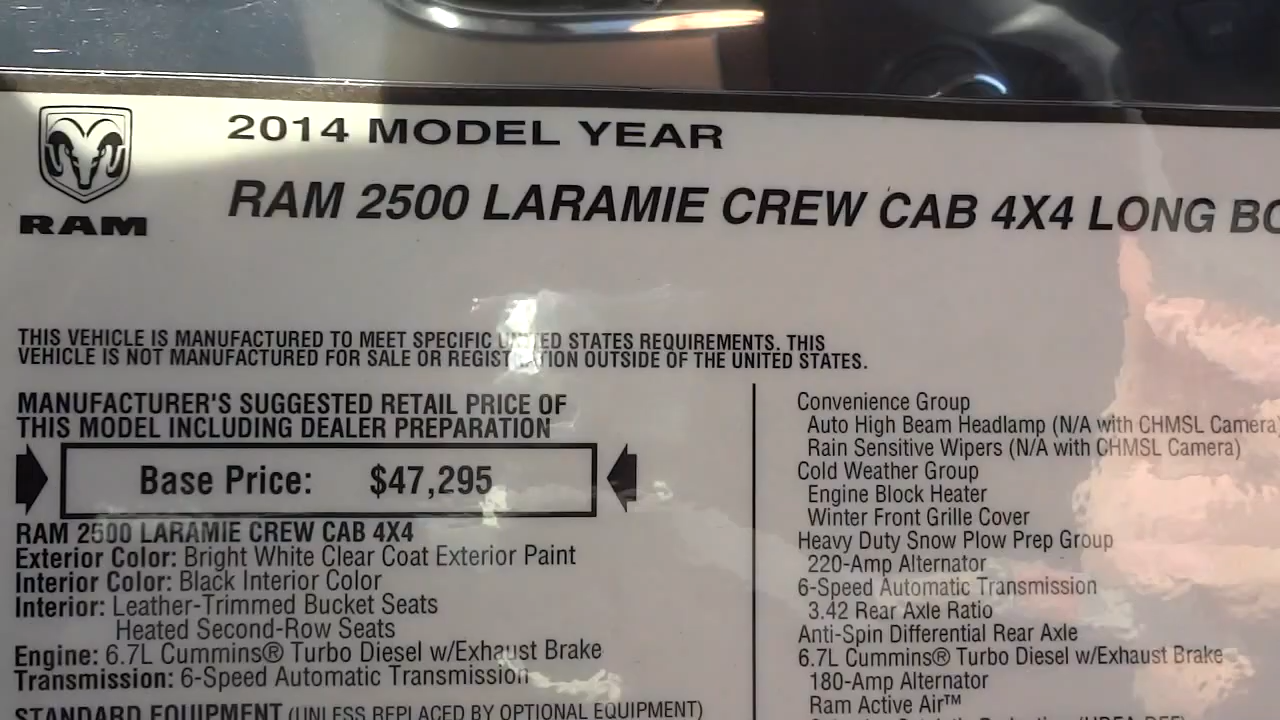 2014 MODEL YEAR
RAM 2500 LARAMIE CREW CAB 4X4 LONG
RAM
THIS VEHICLE IS MANUFACTURED TO MEET SPECIFIC UNITED STATES REQUIREMENTS. THIS
VEHICLE IS NOT MANUFACTURED FOR SALE OR REGISTRATION OUTSIDE OF THE UNITED STATES.
MANUFACTURER'S SUGGESTED RETAIL PRICE OF
THIS MODEL INCLUDING DEALER PREPARATION
Base Price: $47,295
RAM 2500 LARAMIE CREW CAB 4X4
Exterior Color: Bright White Clear Coat Exterior Paint
Interior Color: Black Interior Color
Interior: Leather-Trimmed Bucket Seats
Heated Second-Row Seats
Engine: 6.7L Cummins® Turbo Diesel w/Exhaust Brake
Transmission: 6-Speed Automatic Transmission
STANDARD EQUIPMENT (UNLESS REPLACED BY OPTIONAL EQUIPMENT)
Convenience Group
Auto High Beam Headlamp (N/A with CHMSL Camera)
Rain Sensitive Wipers (N/A with CHMSL Camera)
Cold Weather Group
Engine Block Heater
Winter Front Grille Cover
Heavy Duty Snow Plow Prep Group
220-Amp Alternator
6-Speed Automatic Transmission
3.42 Rear Axle Ratio
Anti-Spin Differential Rear Axle
6.7L Cummins® Turbo Diesel w/Exhaust Brake
180-Amp Alternator
Ram Active Air™